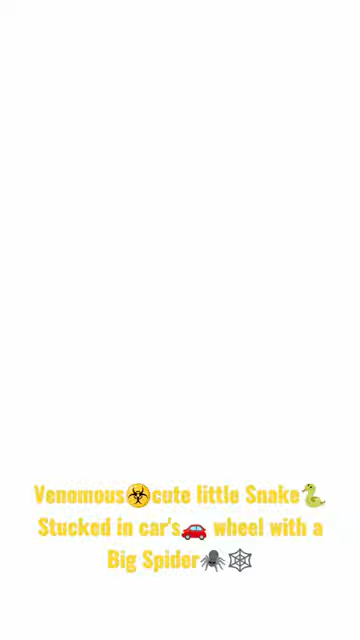 Venomous☣cute little Snake🐍
Stucked in car's🚗 wheel with a
Big Spider🕷🕸